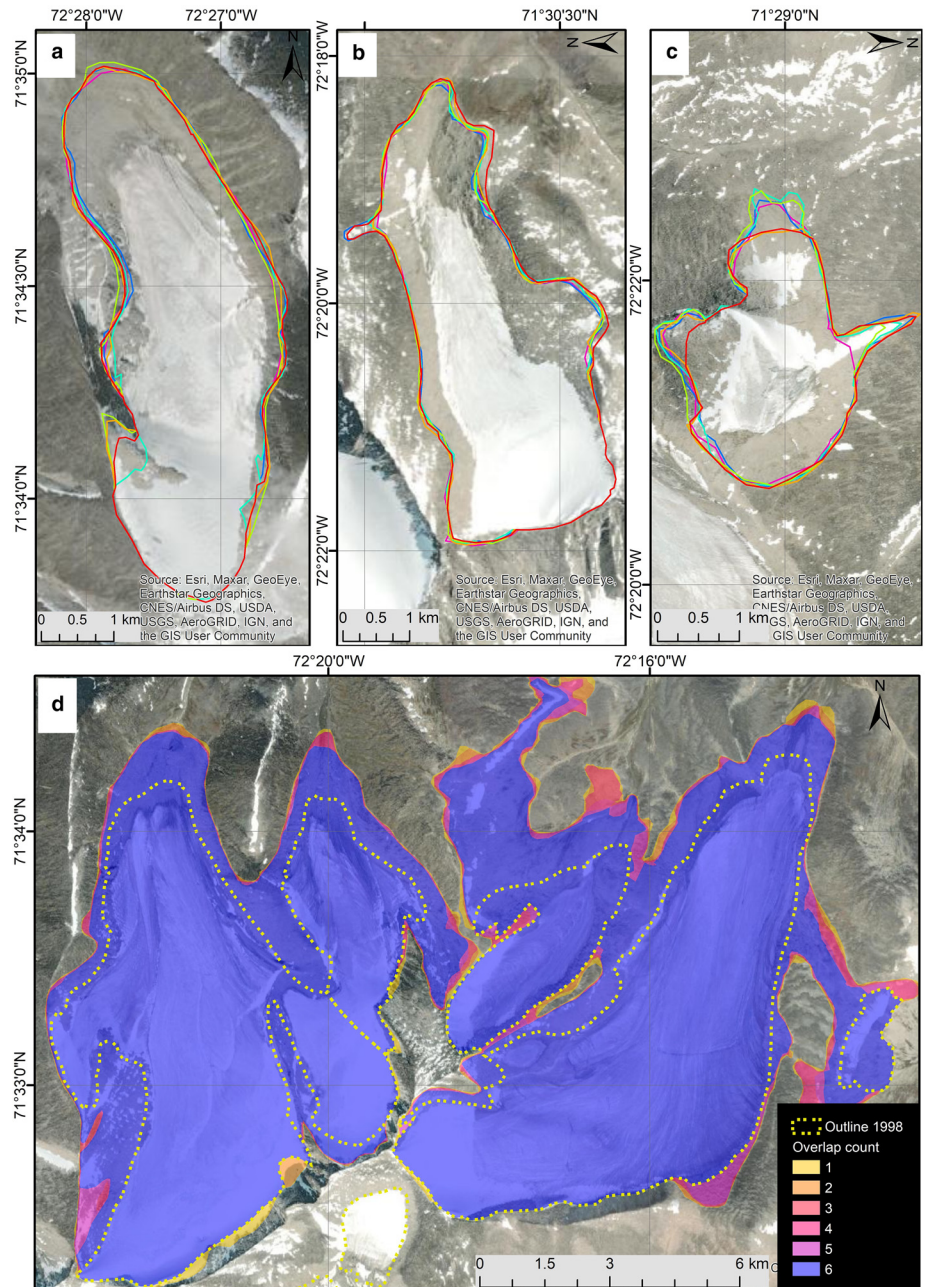 72°28'0"W 72°27'0"W
71°30'30"N
71°29'0"N
a
N
b
N
c
N
71°35'0"N
71°34'30"N
71°34'0"N
72°18'0"W
72°20'0"W
72°22'0"W
72°22'0"W
72°20'0"W
Source: Esri, Maxar, GeoEye,
Earthstar Geographics,
CNES/Airbus DS, USDA,
USGS, AeroGRID, IGN, and
the GIS User Community
0 0.5 1 km
Source: Esri, Maxar, GeoEye,
Earthstar Geographics,
CNES/Airbus DS, USDA,
USGS, AeroGRID, IGN, and
the GIS User Community
0 0.5 1 km
Source: Esri, Maxar, GeoEye,
Earthstar Geographics,
CNES/Airbus DS, USDA,
GS, AeroGRID, IGN, and
GIS User Community
0 0.5 1 km
72°20'0"W 72°16'0"W
d
N
71°34'0"N
71°33'0"N
Outline 1998
Overlap count
1
2
3
4
5
6
0 1.5 3 6 km